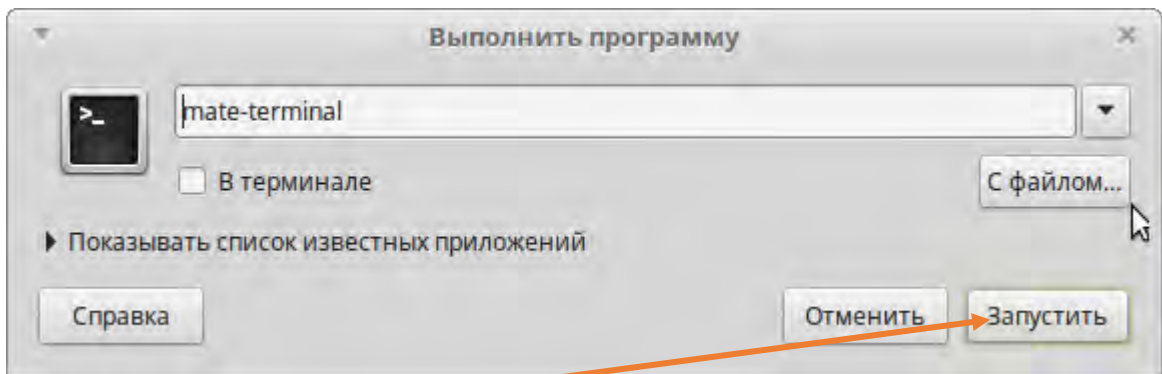 Выполнить программу
>_
mate-terminal
В терминале
С файлом...
Показывать список известных приложений
Справка
Отменить
Запустить